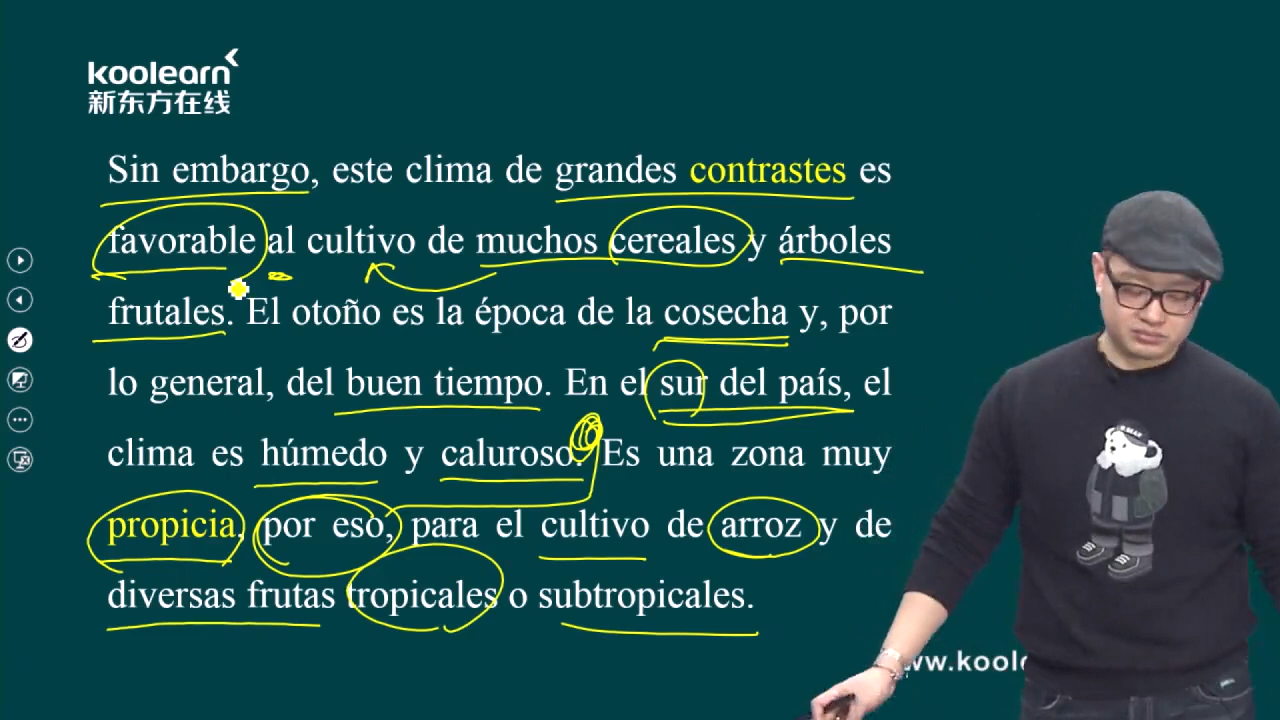 koolearn
新东方在线
Sin embargo, este clima de grandes contrastes es
favorable al cultivo de muchos cereales y árboles
frutales. El otoño es la época de la cosecha y, por
lo general, del buen tiempo. En el sur del país, el
clima es húmedo y caluroso. Es una zona muy
propicia, por eso, para el cultivo de arroz y de
diversas frutas tropicales o subtropicales.
www.koole